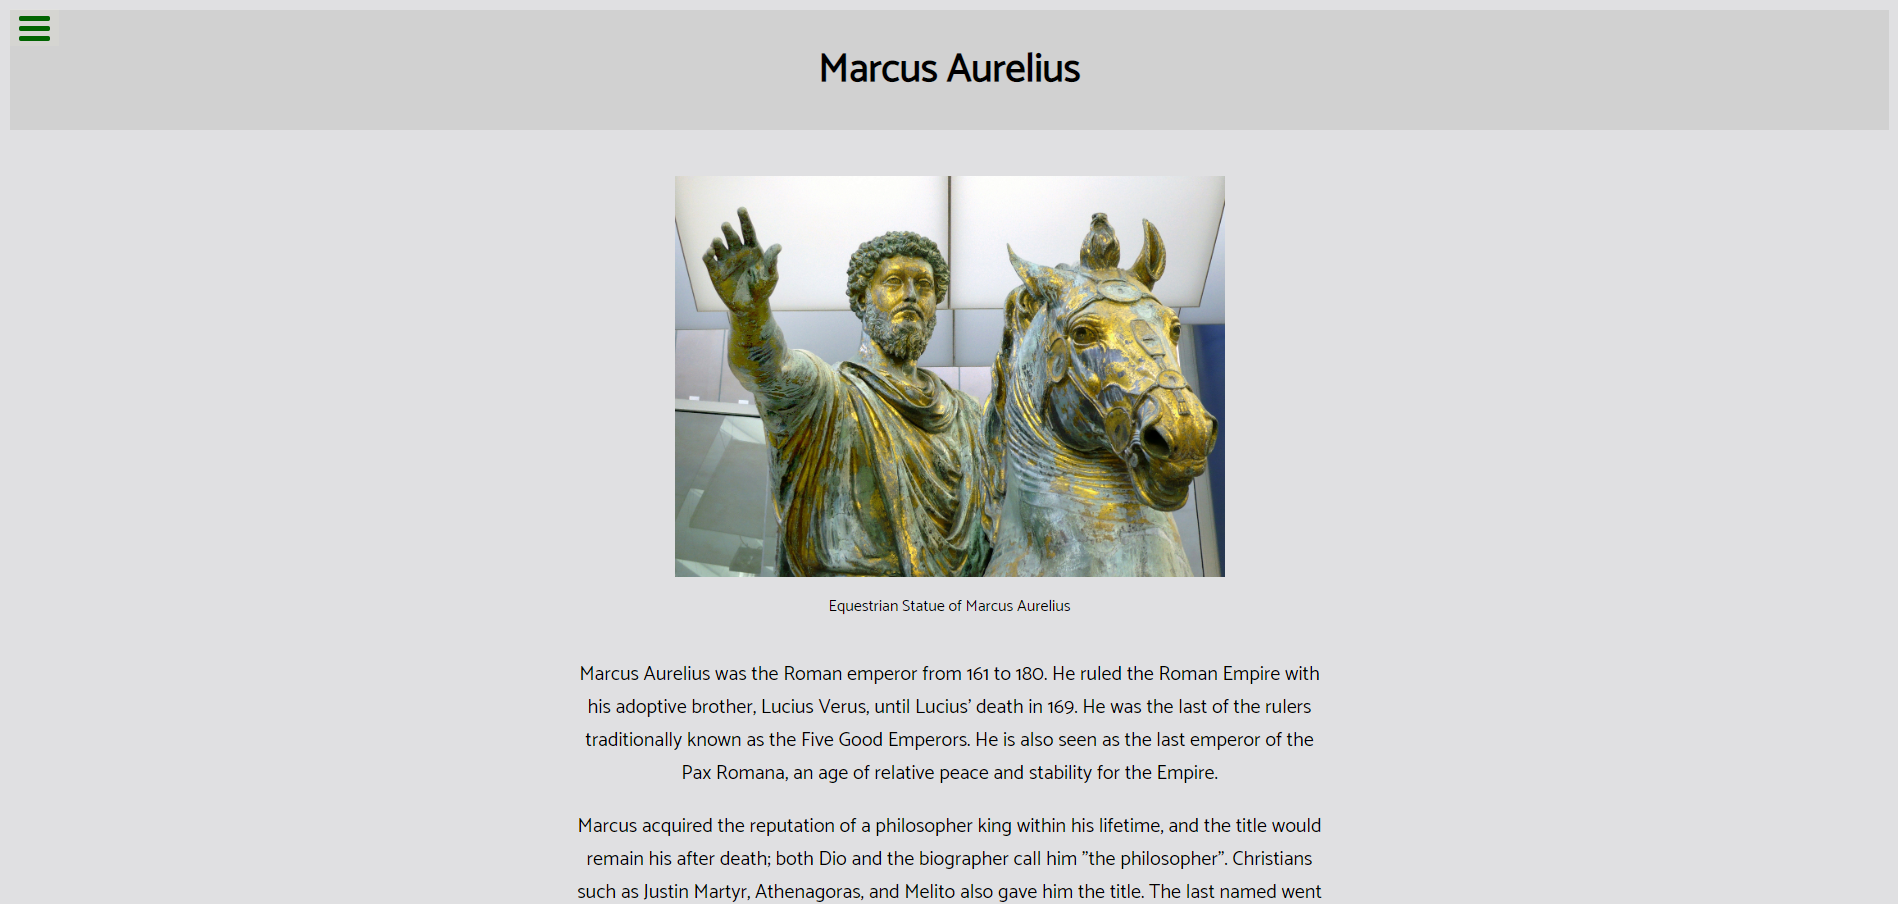 Marcus Aurelius
Equestrian Statue of Marcus Aurelius
Marcus Aurelius was the Roman emperor from 161 to 180. He ruled the Roman Empire with
his adoptive brother, Lucius Verus, until Lucius’ death in 169. He was the last of the rulers
traditionally known as the Five Good Emperors. He is also seen as the last emperor of the
Pax Romana, an age of relative peace and stability for the Empire.
Marcus acquired the reputation of a philosopher king within his lifetime, and the title would
remain his after death; both Dio and the biographer call him ”the philosopher”. Christians
such as Justin Martyr, Athenagoras, and Melito also gave him the title. The last named went